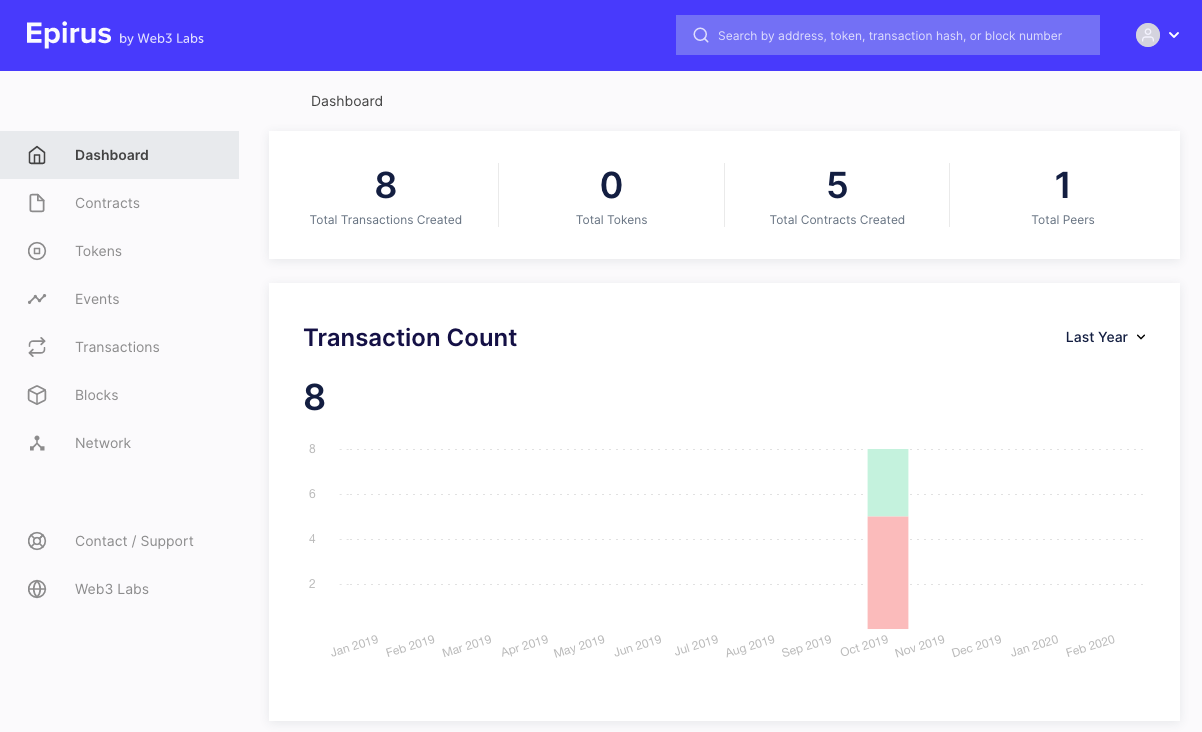 Epirus by Web3 Labs
Search by address, token, transaction hash, or block number
Dashboard
Dashboard
Contracts
Tokens
Events
Transactions
Blocks
Network
Contact / Support
Web3 Labs
8
Total Transactions Created
0
Total Tokens
5
Total Contracts Created
1
Total Peers
Transaction Count
Last Year
8
8
6
4
2
Jan 2019 Feb 2019 Mar 2019 Apr 2019 May 2019 Jun 2019 Jul 2019 Aug 2019 Sep 2019 Oct 2019 Nov 2019 Dec 2019 Jan 2020 Feb 2020